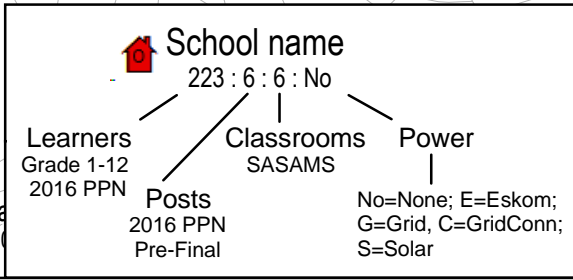 O
School name
223 : 6 : 6 : No
Learners
Grade 1-12
2016 PPN
Posts
2016 PPN
Pre-Final
Classrooms
SASAMS
Power
No=None; E=Eskom;
G=Grid, C=GridConn;
S=Solar